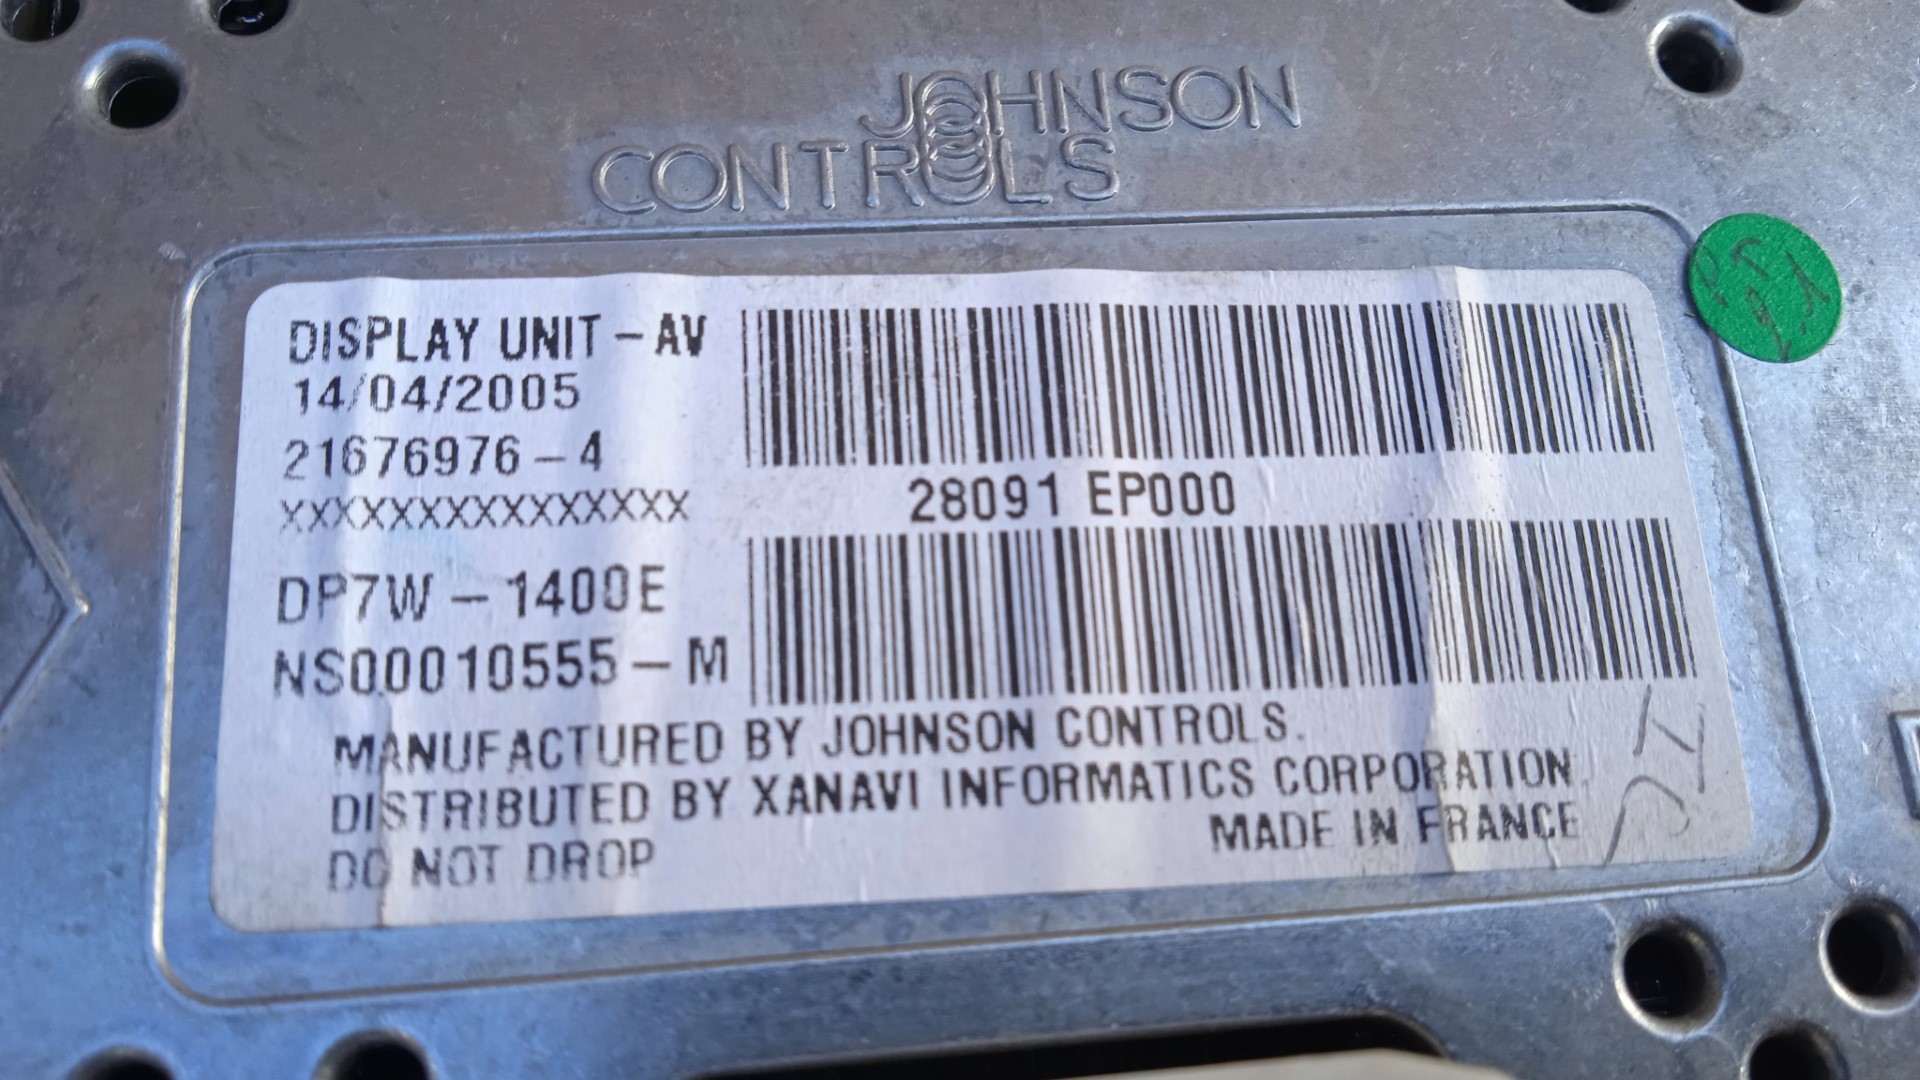 JOHNSON
CONTROLS
DISPLAY UNIT - AV
14/04/2005
21676976-4
XXXXXXXXXXXXXXX
28091 EP000
DP7W - 1400E
NS00010555-M
MANUFACTURED BY JOHNSON CONTROLS.
DISTRIBUTED BY XANAVI INFORMATICS CORPORATION.
MADE IN FRANCE
DO NOT DROP